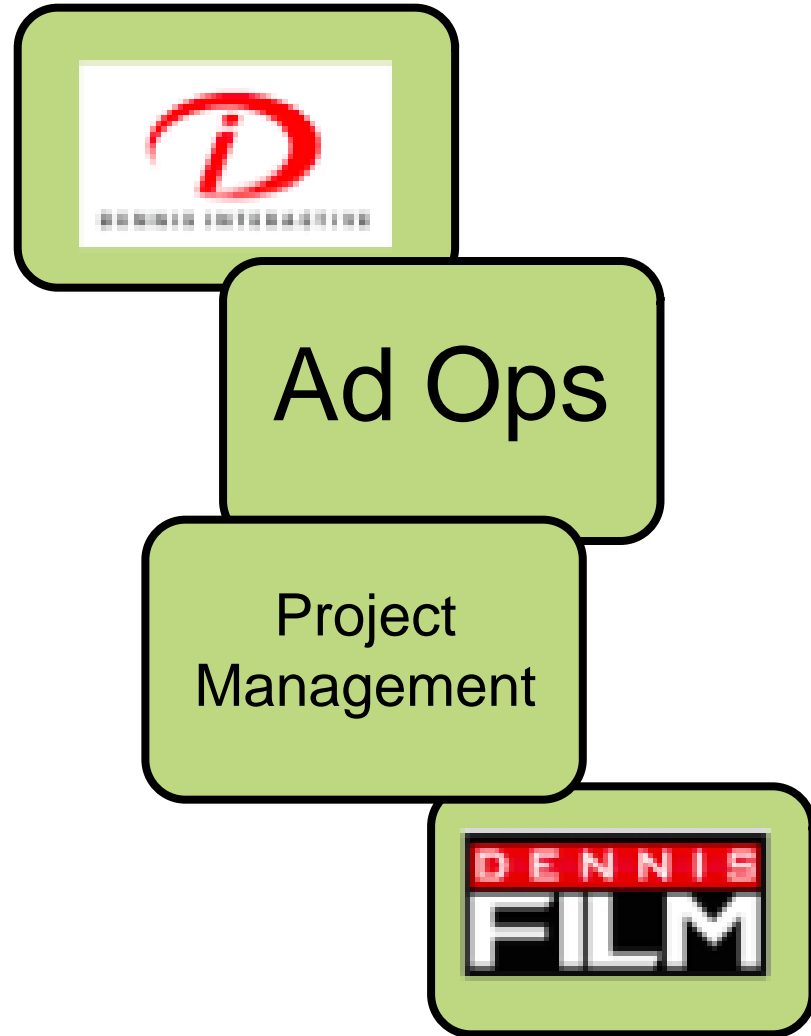 DENNIS INTERACTIVE
Ad Ops
Project
Management
DENNIS
FILM